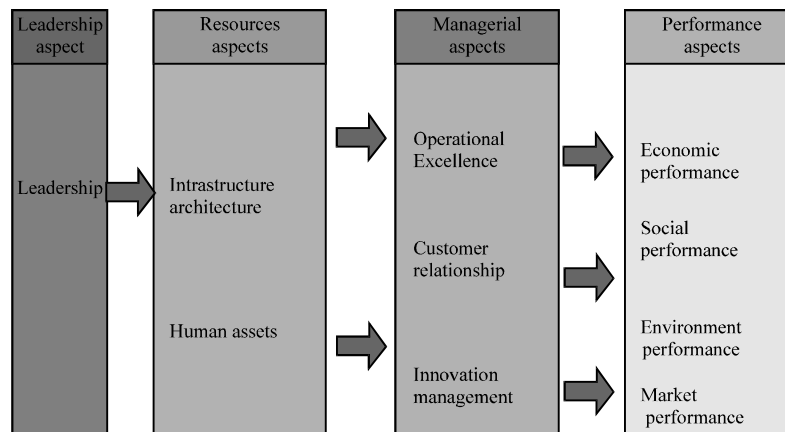 Leadership
aspect
Leadership
Resources
aspects
Intrastructure
architecture
Human assets
Managerial
aspects
Operational
Excellence
Customer
relationship
Innovation
management
Performance
aspects
Economic
performance
Social
performance
Environment
performance
Market
performance